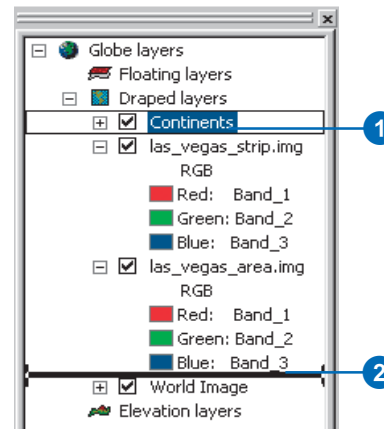 Globe layers
Floating layers
Draped layers
Continents
1
las_vegas_strip.img
RGB
Red: Band_1
Green: Band_2
Blue: Band_3
las_vegas_area.img
RGB
Red: Band_1
Green: Band_2
Blue: Band_3
2
World Image
Elevation layers